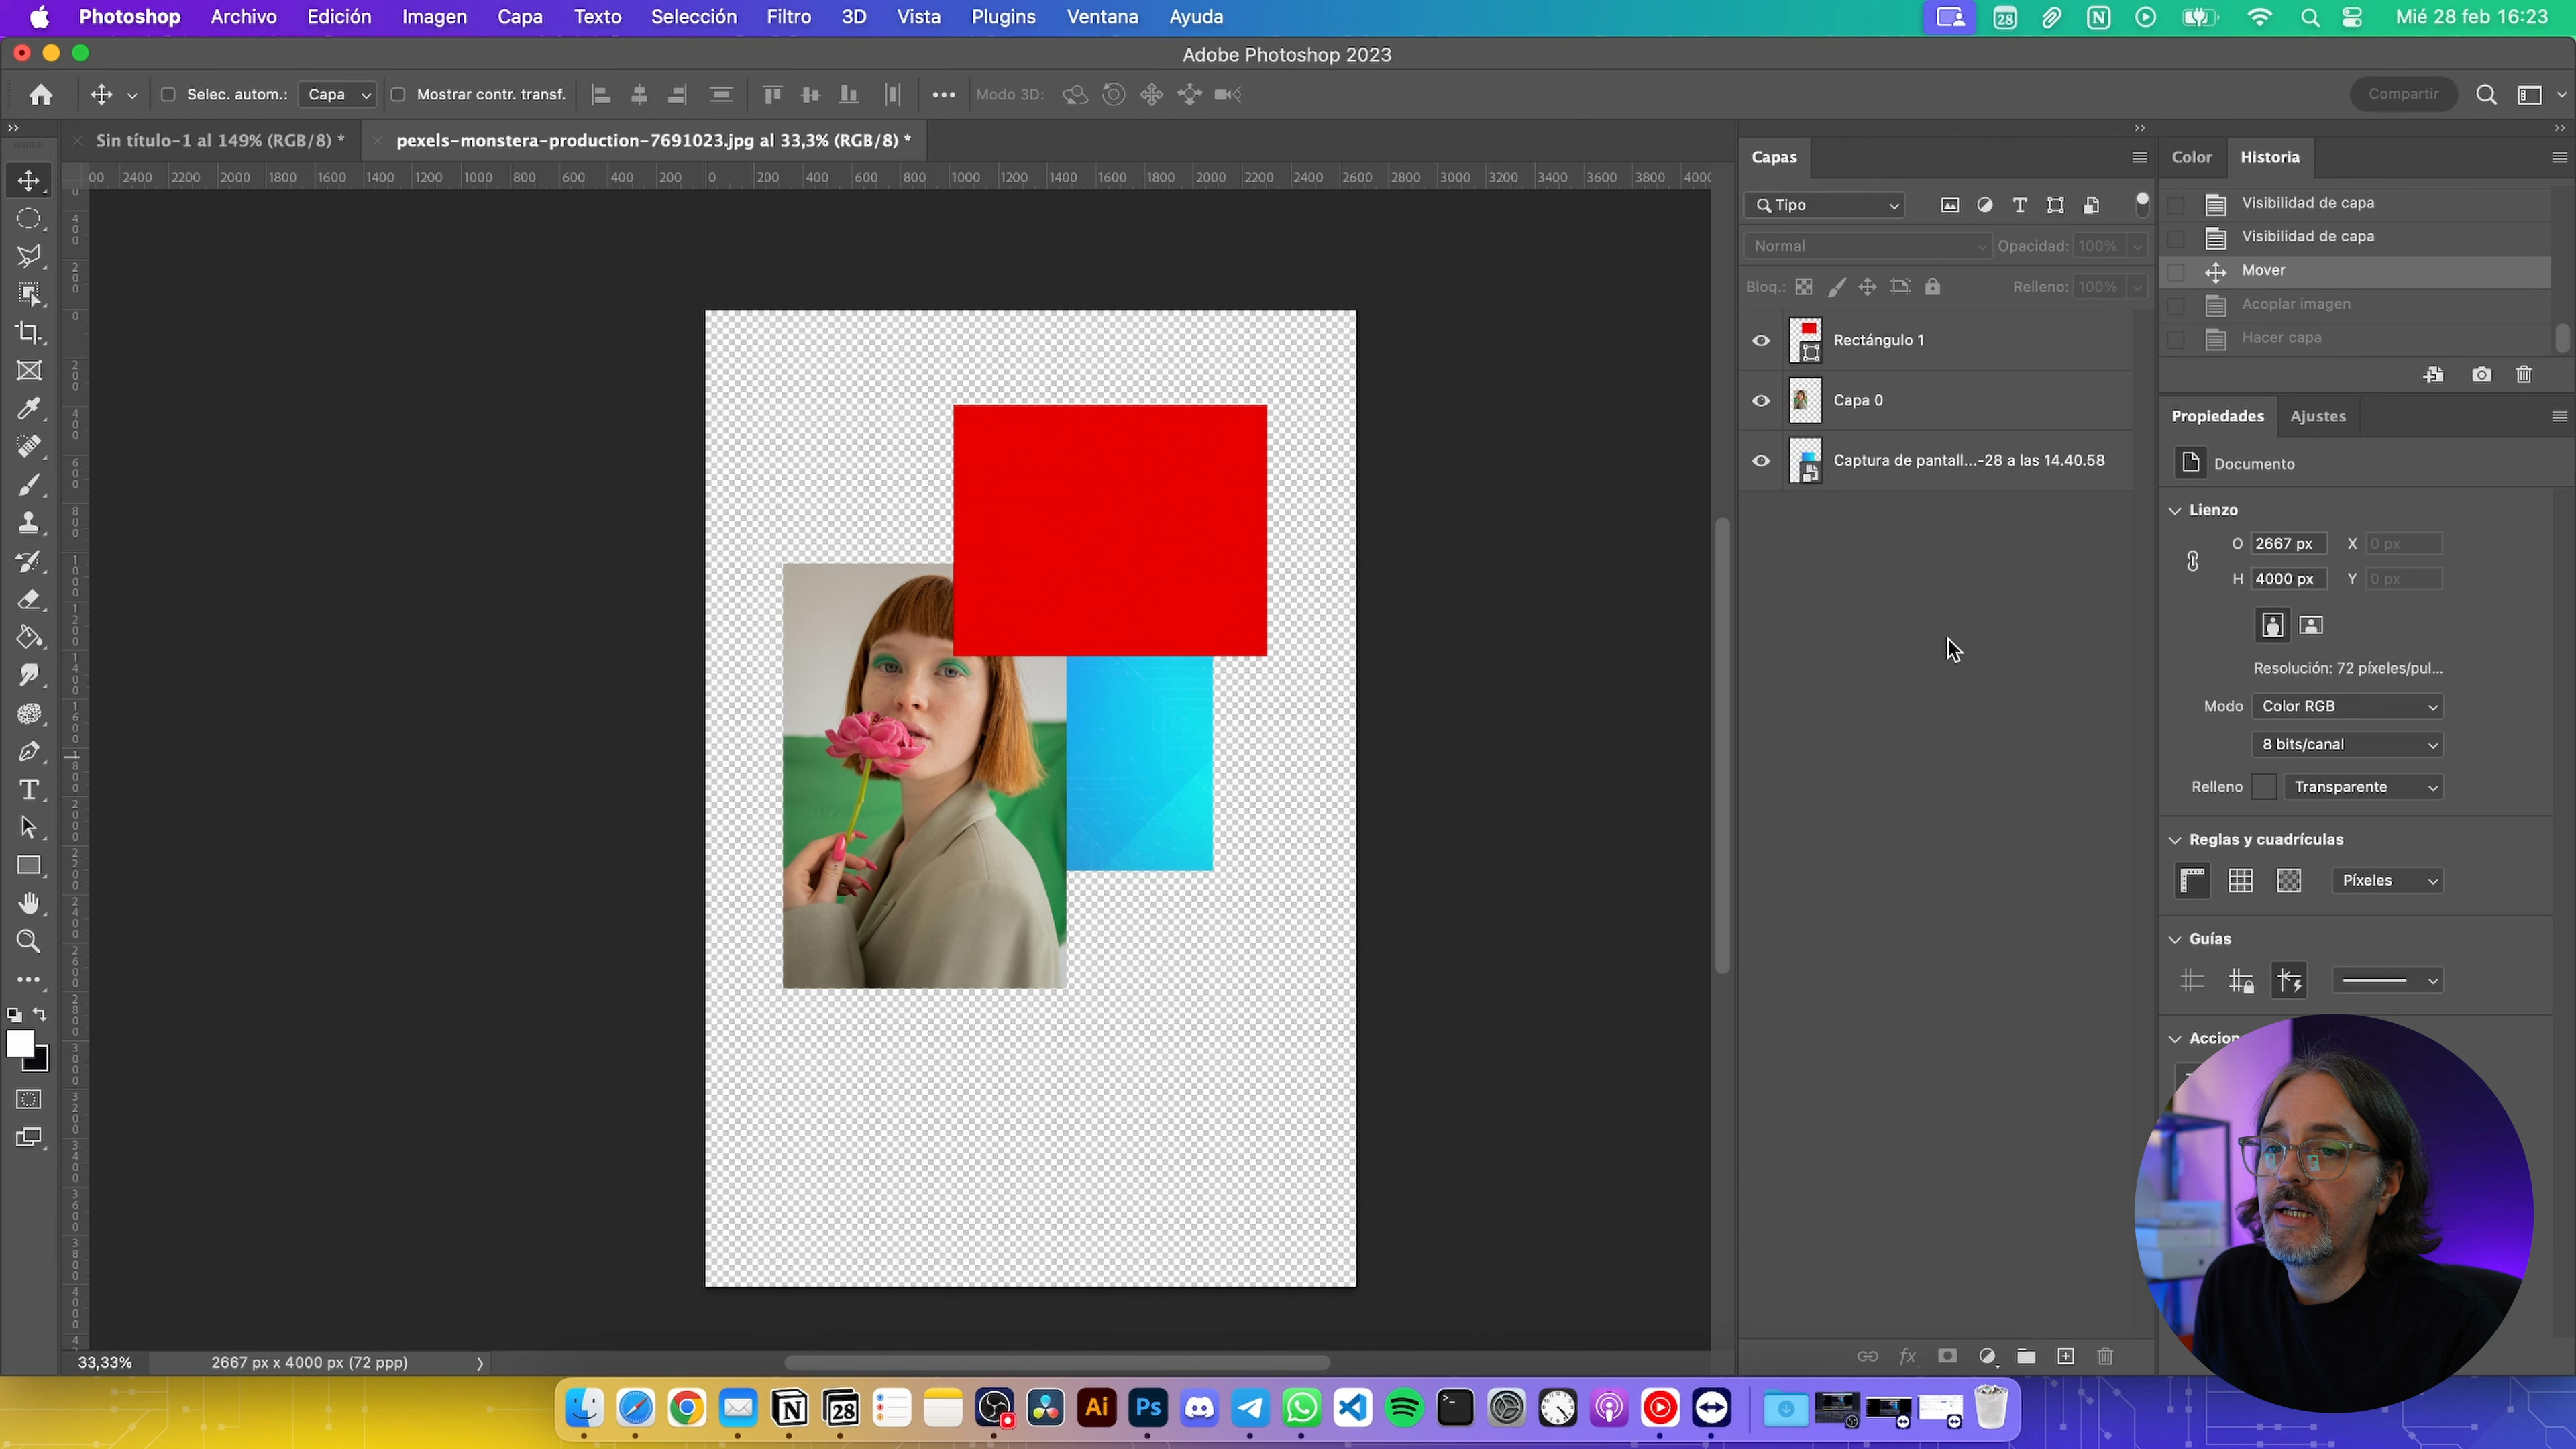 Photoshop Archivo Edición Imagen Capa Texto Selección Filtro 3D Vista Plugins Ventana Ayuda 28 N Mié 28 feb 16:23
Adobe Photoshop 2023
Selec. autom.: Capa Mostrar contr. transf. Modo 3D: Compartir
Sin título-1 al 149% (RGB/8) * pexels-monstera-production-7691023.jpg al 33,3% (RGB/8) *
00 2400 2200 2000 1800 1600 1400 1200 1000 800 600 400 200 0 200 400 600 800 1000 1200 1400 1600 1800 2000 2200 2400 2600 2800 3000 3200 3400 3600 3800 4000
Capas
Tipo
Normal Opacidad: 100%
Bloq.: Relleno: 100%
Rectángulo 1
Capa 0
Captura de pantall...-28 a las 14.40.58
Color Historia
Visibilidad de capa
Visibilidad de capa
Mover
Acoplar imagen
Hacer capa
Propiedades Ajustes
Documento
Lienzo
O 2667 px X 0 px
H 4000 px Y 0 px
Resolución: 72 píxeles/pul...
Modo Color RGB
8 bits/canal
Relleno Transparente
Reglas y cuadrículas
Píxeles
Guías
Accion
33,33% 2667 px x 4000 px (72 ppp)
fx
N 28 Ai Ps